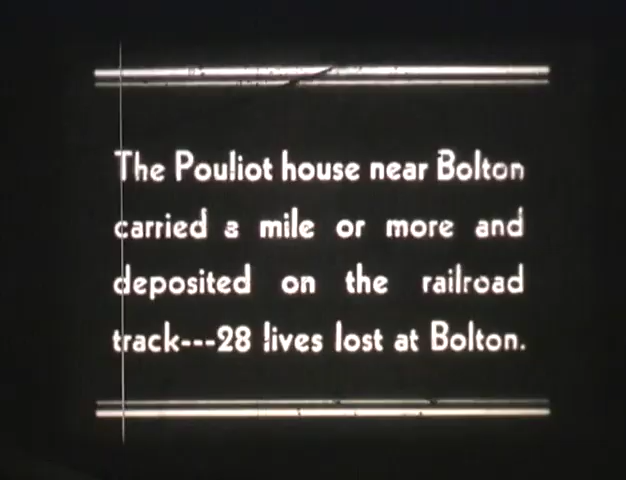 The Pouliot house near Bolton
carried a mile or more and
deposited on the railroad
track---28 lives lost at Bolton.